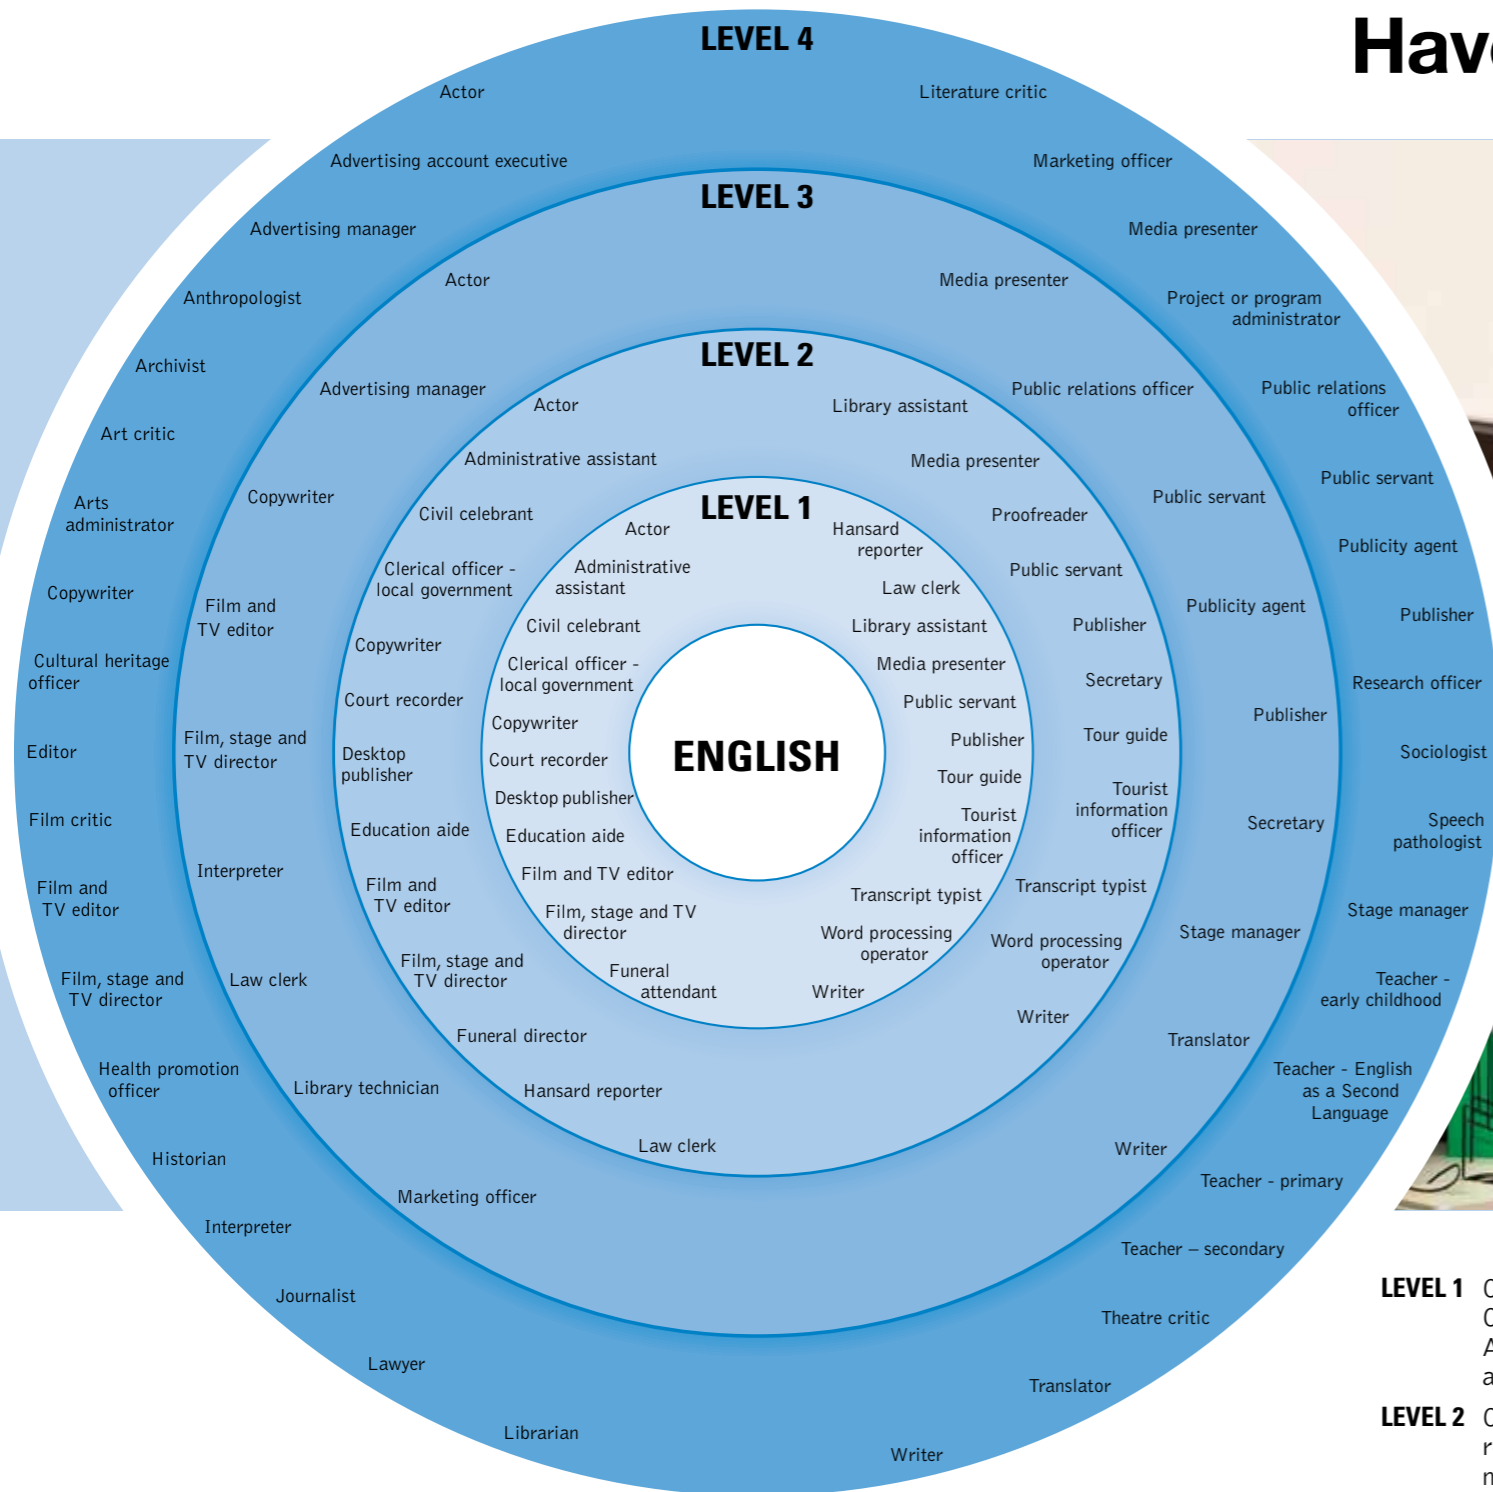 Have
LEVEL 4
Actor
Advertising account executive
Advertising manager
Anthropologist
Archivist
Art critic
Arts
administrator
Copywriter
Cultural heritage
officer
Editor
Film critic
Film and
TV editor
Film, stage and
TV director
Health promotion
officer
Historian
Interpreter
Journalist
Lawyer
Librarian
Literature critic
Marketing officer
Media presenter
Project or program
administrator
Public relations
officer
Public servant
Publicity agent
Publisher
Research officer
Sociologist
Speech
pathologist
Stage manager
Teacher -
early childhood
Teacher - English
as a Second
Language
Teacher - primary
Teacher – secondary
Theatre critic
Translator
Writer
LEVEL 3
Actor
Advertising manager
Copywriter
Film and
TV editor
Film, stage and
TV director
Interpreter
Law clerk
Library technician
Marketing officer
Media presenter
Public relations officer
Public servant
Publicity agent
Publisher
Secretary
Stage manager
Translator
Writer
LEVEL 2
Actor
Administrative assistant
Civil celebrant
Clerical officer -
local government
Copywriter
Court recorder
Desktop
publisher
Education aide
Film and
TV editor
Film, stage and
TV director
Funeral director
Hansard reporter
Law clerk
Library assistant
Media presenter
Proofreader
Public servant
Publisher
Secretary
Tour guide
Tourist
information
officer
Transcript typist
Word processing
operator
Writer
LEVEL 1
Actor
Administrative
assistant
Civil celebrant
Clerical officer -
local government
Copywriter
Court recorder
Desktop publisher
Education aide
Film and TV editor
Film, stage and TV
director
Funeral
attendant
Hansard
reporter
Law clerk
Library assistant
Media presenter
Public servant
Publisher
Tour guide
Tourist
information
officer
Transcript typist
Word processing
operator
Writer
ENGLISH
LEVEL 1
LEVEL 2